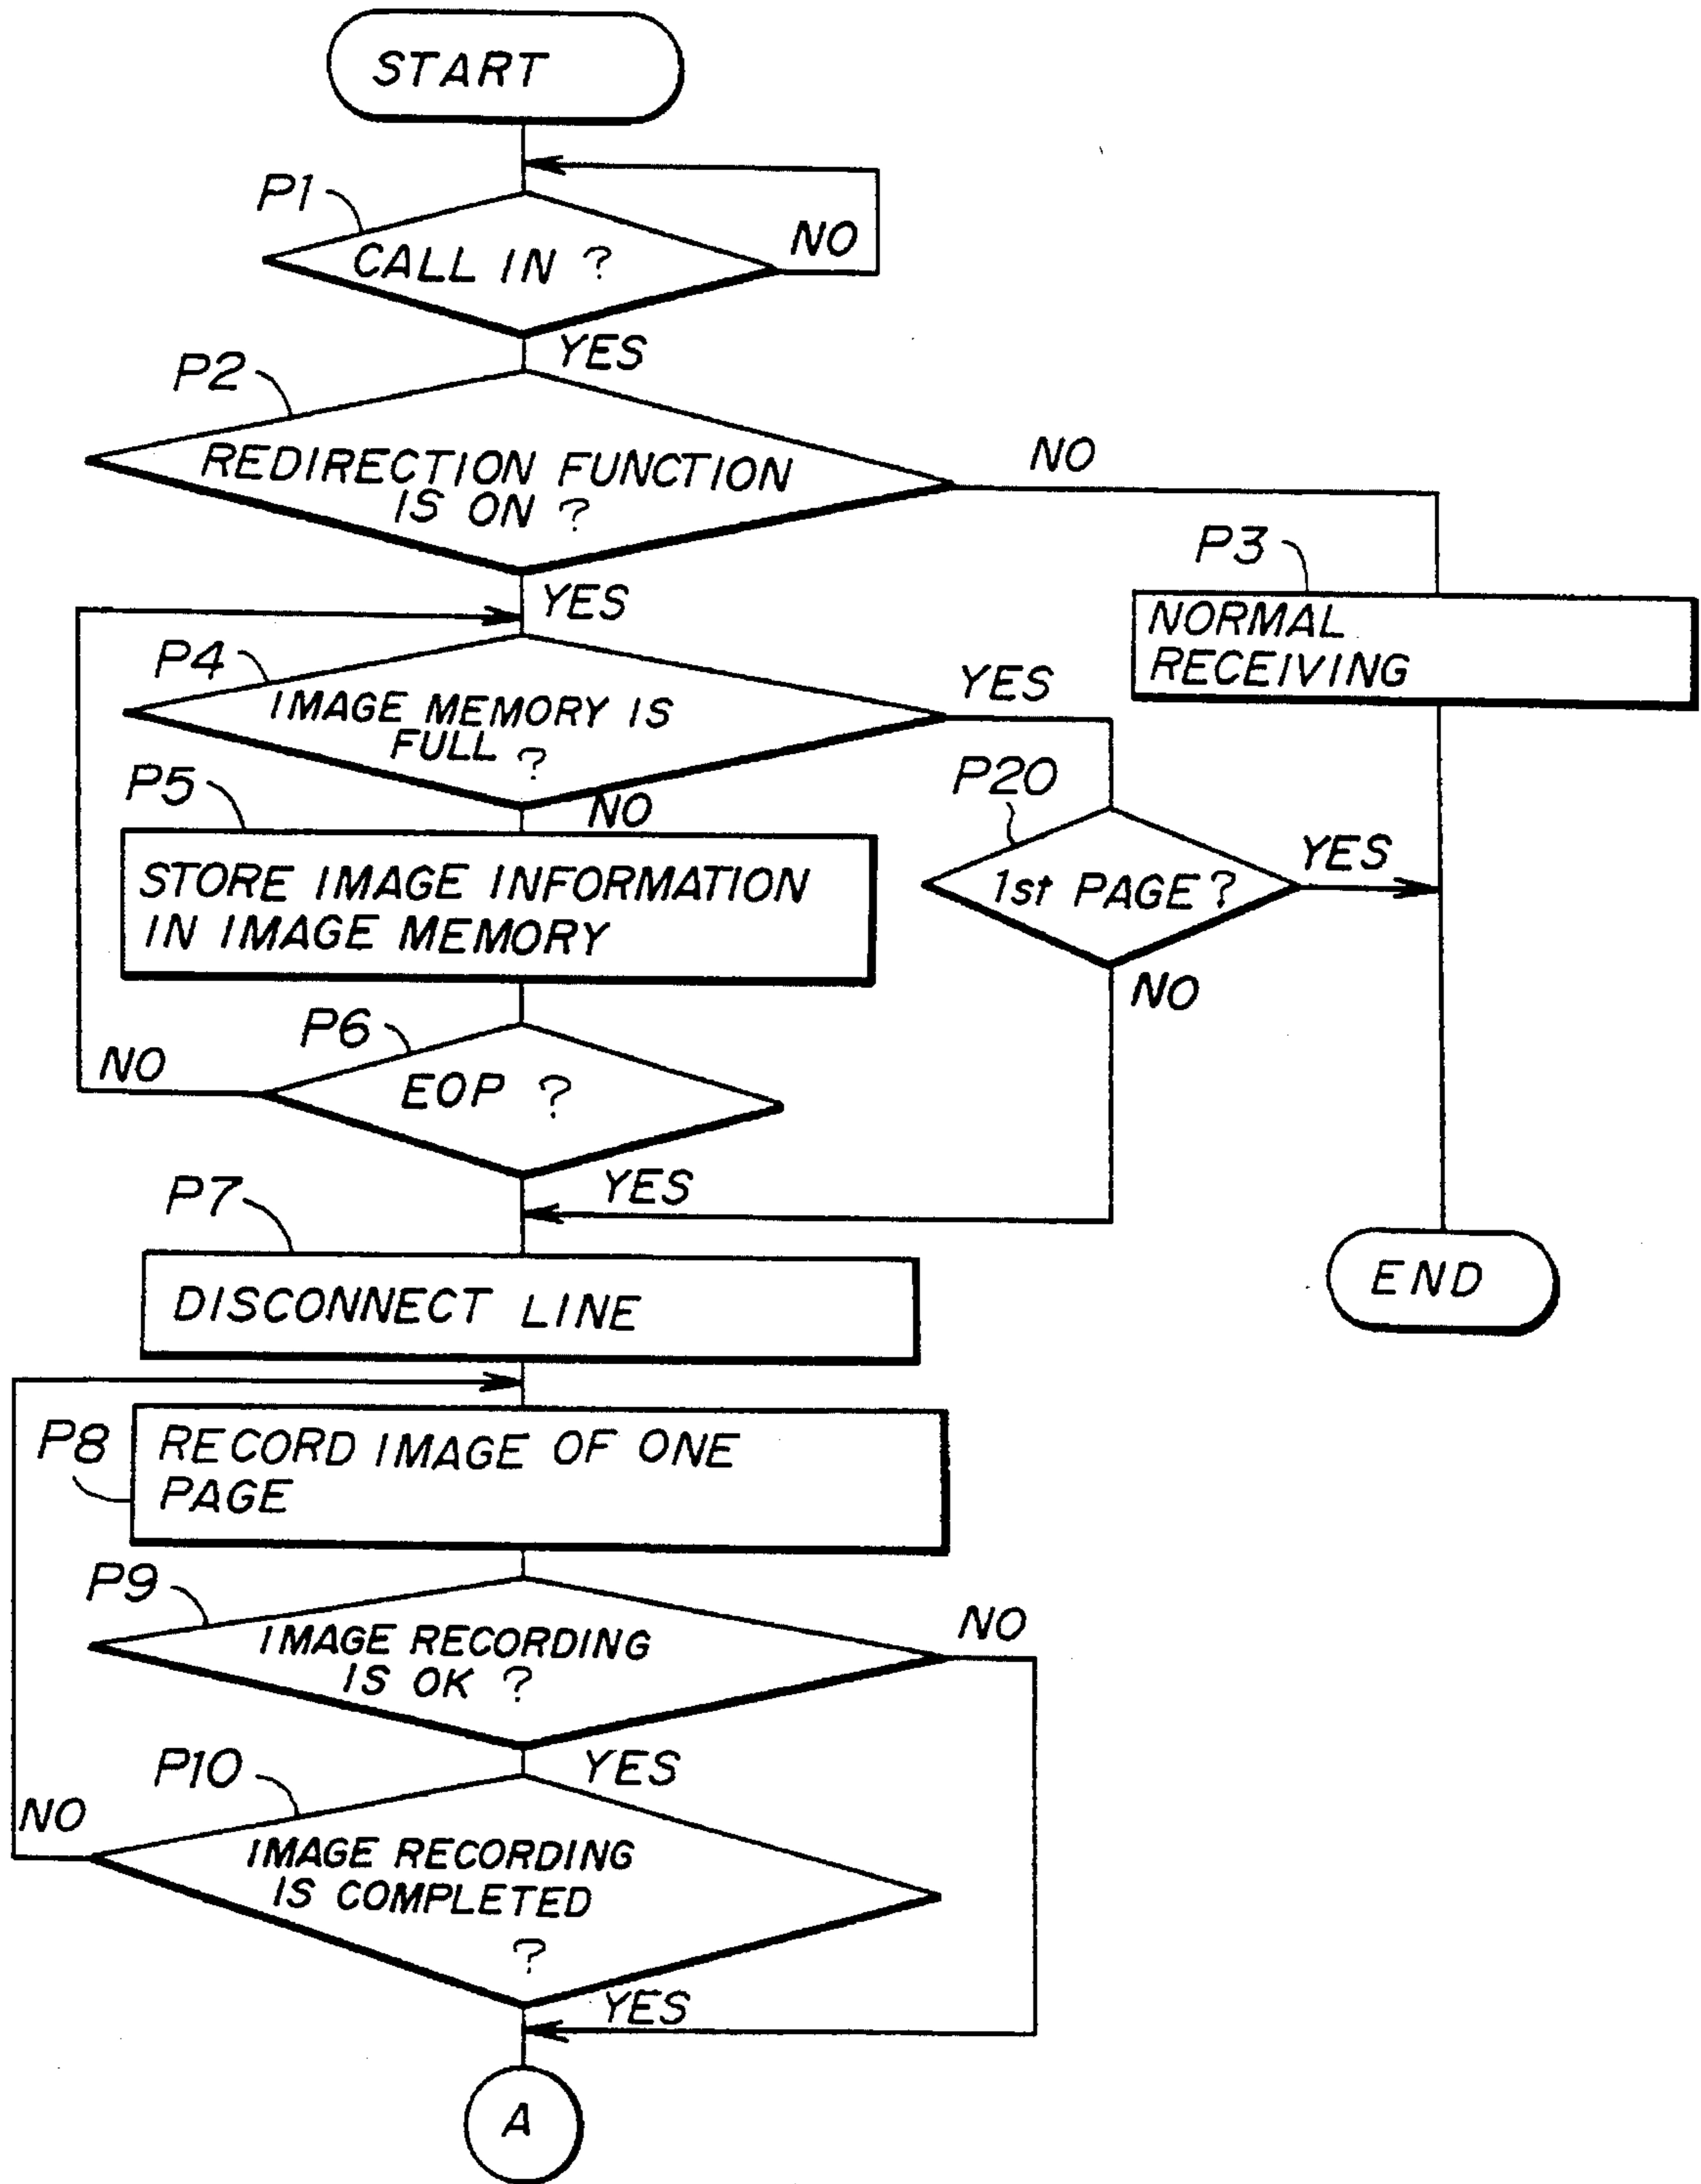 START
P1
CALL IN ?
NO
YES
P2
REDIRECTION FUNCTION
IS ON ?
NO
YES
P3
NORMAL
RECEIVING
P4
IMAGE MEMORY IS
FULL ?
YES
NO
P5
STORE IMAGE INFORMATION
IN IMAGE MEMORY
P20
1st PAGE ?
YES
NO
P6
EOP ?
NO
YES
P7
DISCONNECT LINE
END
P8
RECORD IMAGE OF ONE
PAGE
P9
IMAGE RECORDING
IS OK ?
NO
YES
P10
IMAGE RECORDING
IS COMPLETED
?
NO
YES
A